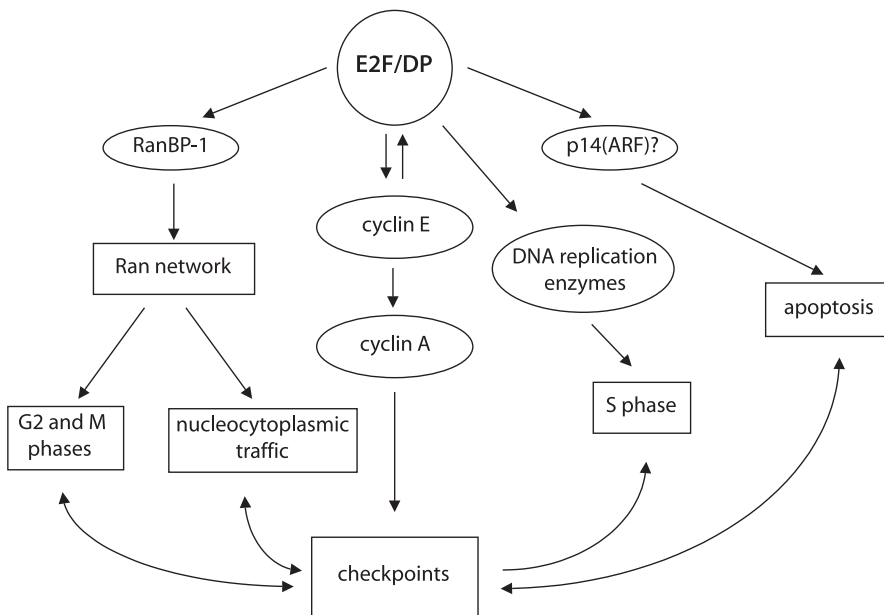 E2F/DP
RanBP-1
p14(ARF)?
cyclin E
Ran network
DNA replication
enzymes
apoptosis
cyclin A
G2 and M
phases
nucleocytoplasmic
traffic
S phase
checkpoints